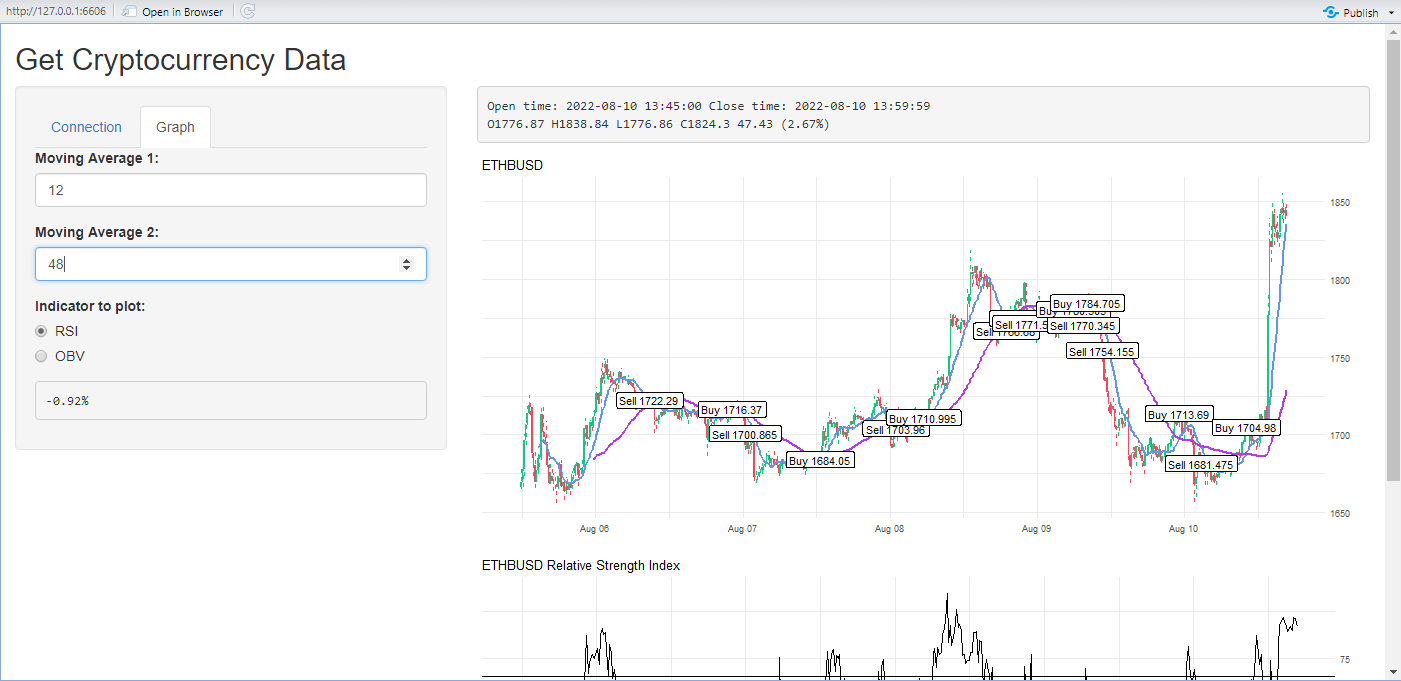 http://127.0.0.1:6606 Open in Browser Publish
Get Cryptocurrency Data
Connection Graph
Moving Average 1:
12
Moving Average 2:
48
Indicator to plot:
RSI
OBV
-0.92%
Open time: 2022-08-10 13:45:00 Close time: 2022-08-10 13:59:59
O1776.87 H1838.84 L1776.86 C1824.3 47.43 (2.67%)
ETHBUSD
1850
1800
1750
1700
1650
Buy 1784.705
Buy
Sell 1771.5
Sell 1770.345
Sell
Sell 1754.155
Sell 1722.29
Buy 1716.37
Sell 1700.865
Buy 1684.05
Buy 1710.995
Sell 1703.96
Buy 1713.69
Buy 1704.98
Sell 1681.475
Aug 06 Aug 07 Aug 08 Aug 09 Aug 10
ETHBUSD Relative Strength Index
75